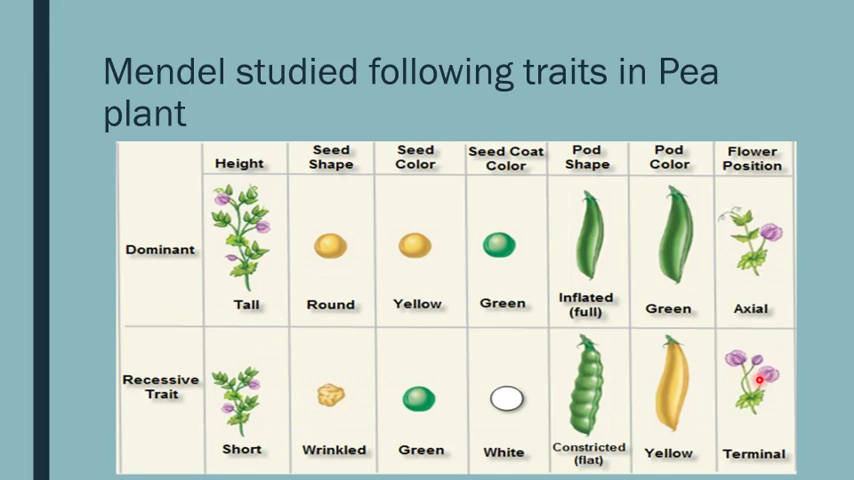 Mendel studied following traits in Pea
plant
Height
Seed
Shape
Seed
Color
Seed Coat
Color
Pod
Shape
Pod
Color
Flower
Position
Dominant
Tall
Round
Yellow
Green
Inflated
(full)
Green
Axial
Recessive
Trait
Short
Wrinkled
Green
White
Constricted
(flat)
Yellow
Terminal